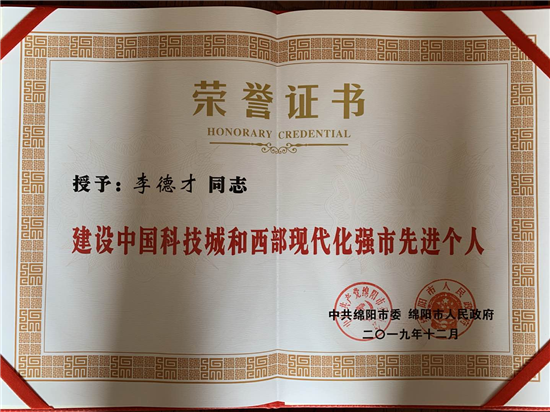 荣誉证书
HONORARY CREDENTIAL
授予：李德才 同志
建设中国科技城和西部现代化强市先进个人
中共绵阳市委 绵阳市人民政府
二〇一九年十二月